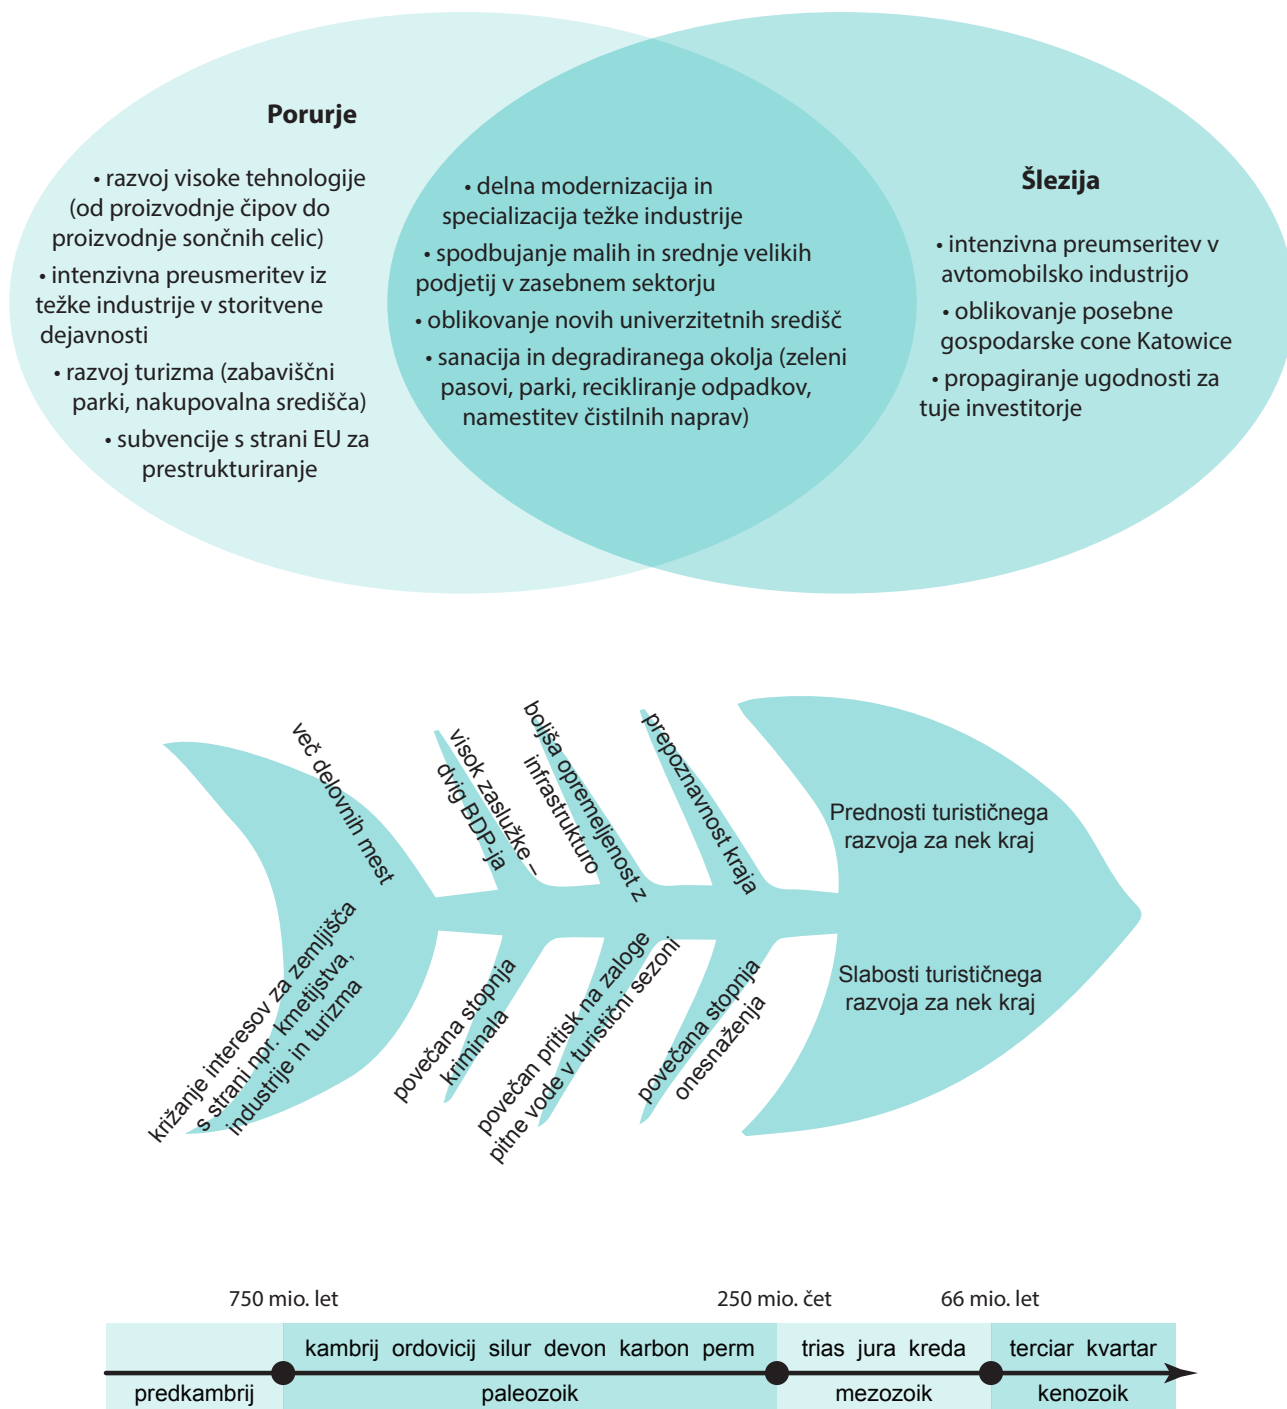 Porurje
• razvoj visoke tehnologije
(od proizvodnje čipov do
proizvodnje sončnih celic)
• intenzivna preusmeritev iz
težke industrije v storitvene
dejavnosti
• razvoj turizma (zabaviščni
parki, nakupovalna središča)
• subvencije s strani EU za
prestrukturiranje
• delna modernizacija in
specializacija težke industrije
• spodbujanje malih in srednje velikih
podjetij v zasebnem sektorju
• oblikovanje novih univerzitetnih središč
• sanacija in degradiranega okolja (zeleni
pasovi, parki, recikliranje odpadkov,
namestitev čistilnih naprav)
Šlezija
• intenzivna preumseritev v
avtomobilsko industrijo
• oblikovanje posebne
gospodarske cone Katowice
• propagiranje ugodnosti za
tuje investitorje
več delovnih mest
visok zaslužke –
dvig BDP-ja
boljša opremeljenost z
infrastrukturo
prepoznavnost kraja
Prednosti turističnega
razvoja za nek kraj
križanje interesov za zemljišča
s strani npr. kmetijstva,
industrije in turizma
povečana stopnja
kriminala
povečan pritisk na zaloge
pitne vode v turistični sezoni
povečana stopnja
onesnaženja
Slabosti turističnega
razvoja za nek kraj
750 mio. let
250 mio. čet
66 mio. let
kambrij ordovicij silur devon karbon perm
trias jura kreda
terciar kvartar
predkambrij
paleozoik
mezozoik
kenozoik